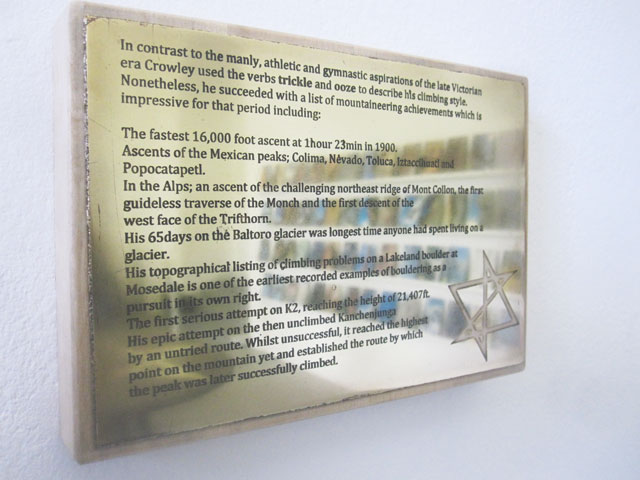 In contrast to the manly, athletic and gymnastic aspirations of the late Victorian
era Crowley used the verbs trickle and ooze to describe his climbing style.
Nonetheless, he succeeded with a list of mountaineering achievements which is
impressive for that period including:
The fastest 16,000 foot ascent at 1hour 23min in 1900.
Ascents of the Mexican peaks; Colima, Nevado, Toluca, Iztaccihuatl and
Popocatapetl.
In the Alps; an ascent of the challenging northeast ridge of Mont Collon, the first
guideless traverse of the Monch and the first descent of the
west face of the Trifthorn.
His 65days on the Baltoro glacier was longest time anyone had spent living on a
glacier.
His topographical listing of climbing problems on a Lakeland boulder at
Mosedale is one of the earliest recorded examples of bouldering as a
pursuit in its own right.
The first serious attempt on K2, reaching the height of 21,407ft.
His epic attempt on the then unclimbed Kanchenjunga
by an untried route. Whilst unsuccessful, it reached the highest
point on the mountain yet and established the route by which
the peak was later successfully climbed.